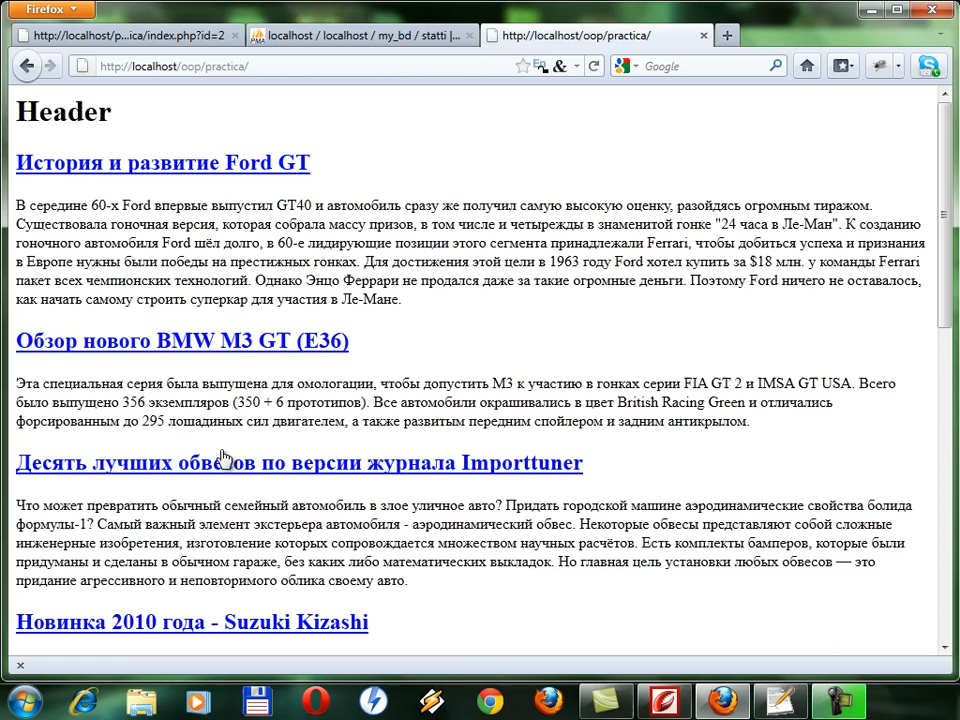 Firefox
http://localhost/p...ica/index.php?id=2
localhost / localhost / my_bd / statti |...
http://localhost/oop/practica/
http://localhost/oop/practica/
Google
Header
История и развитие Ford GT
В середине 60-х Ford впервые выпустил GT40 и автомобиль сразу же получил самую высокую оценку, разойдясь огромным тиражом.
Существовала гоночная версия, которая собрала массу призов, в том числе и четырежды в знаменитой гонке "24 часа в Ле-Ман". К созданию
гоночного автомобиля Ford шёл долго, в 60-е лидирующие позиции этого сегмента принадлежали Ferrari, чтобы добиться успеха и признания
в Европе нужны были победы на престижных гонках. Для достижения этой цели в 1963 году Ford хотел купить за $18 млн. у команды Ferrari
пакет всех чемпионских технологий. Однако Энцо Феррари не продался даже за такие огромные деньги. Поэтому Ford ничего не оставалось,
как начать самому строить суперкар для участия в Ле-Мане.
Обзор нового BMW M3 GT (E36)
Эта специальная серия была выпущена для омологации, чтобы допустить M3 к участию в гонках серии FIA GT 2 и IMSA GT USA. Всего
было выпущено 356 экземпляров (350 + 6 прототипов). Все автомобили окрашивались в цвет British Racing Green и отличались
форсированным до 295 лошадиных сил двигателем, а также развитым передним спойлером и задним антикрылом.
Десять лучших обвесов по версии журнала Importtuner
Что может превратить обычный семейный автомобиль в злое уличное авто? Придать городской машине аэродинамические свойства болида
формулы-1? Самый важный элемент экстерьера автомобиля - аэродинамический обвес. Некоторые обвесы представляют собой сложные
инженерные изобретения, изготовление которых сопровождается множеством научных расчётов. Есть комплекты бамперов, которые были
придуманы и сделаны в обычном гараже, без каких либо математических выкладок. Но главная цель установки любых обвесов — это
придание агрессивного и неповторимого облика своему авто.
Новинка 2010 года - Suzuki Kizashi